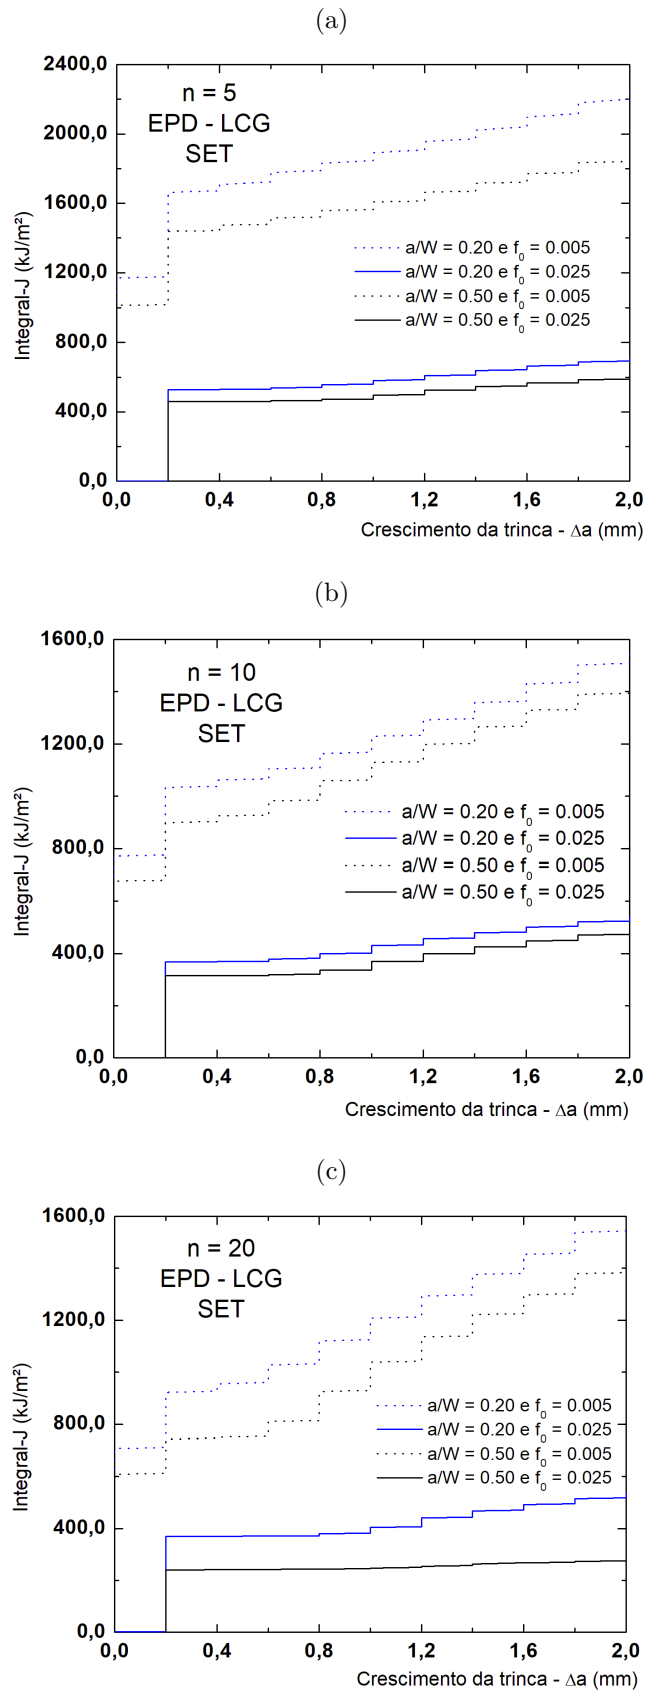 (a)
2400,0
2000,0
1600,0
1200,0
800,0
400,0
0,0
Integral-J (kJ/m²)
n = 5
EPD - LCG
SET
a/W = 0.20 e f₀ = 0.005
a/W = 0.20 e f₀ = 0.025
a/W = 0.50 e f₀ = 0.005
a/W = 0.50 e f₀ = 0.025
0,0 0,4 0,8 1,2 1,6 2,0
Crescimento da trinca - Δa (mm)
(b)
1600,0
1200,0
800,0
400,0
0,0
Integral-J (kJ/m²)
n = 10
EPD - LCG
SET
a/W = 0.20 e f₀ = 0.005
a/W = 0.20 e f₀ = 0.025
a/W = 0.50 e f₀ = 0.005
a/W = 0.50 e f₀ = 0.025
0,0 0,4 0,8 1,2 1,6 2,0
Crescimento da trinca - Δa (mm)
(c)
1600,0
1200,0
800,0
400,0
0,0
Integral-J (kJ/m²)
n = 20
EPD - LCG
SET
a/W = 0.20 e f₀ = 0.005
a/W = 0.20 e f₀ = 0.025
a/W = 0.50 e f₀ = 0.005
a/W = 0.50 e f₀ = 0.025
0,0 0,4 0,8 1,2 1,6 2,0
Crescimento da trinca - Δa (mm)